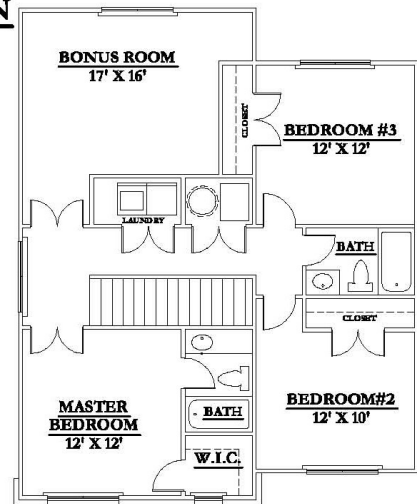 BONUS ROOM
17' X 16'
CLOSET
BEDROOM #3
12' X 12'
LAUNDRY
BATH
CLOSET
MASTER
BEDROOM
12' X 12'
BATH
W.I.C.
BEDROOM#2
12' X 10'